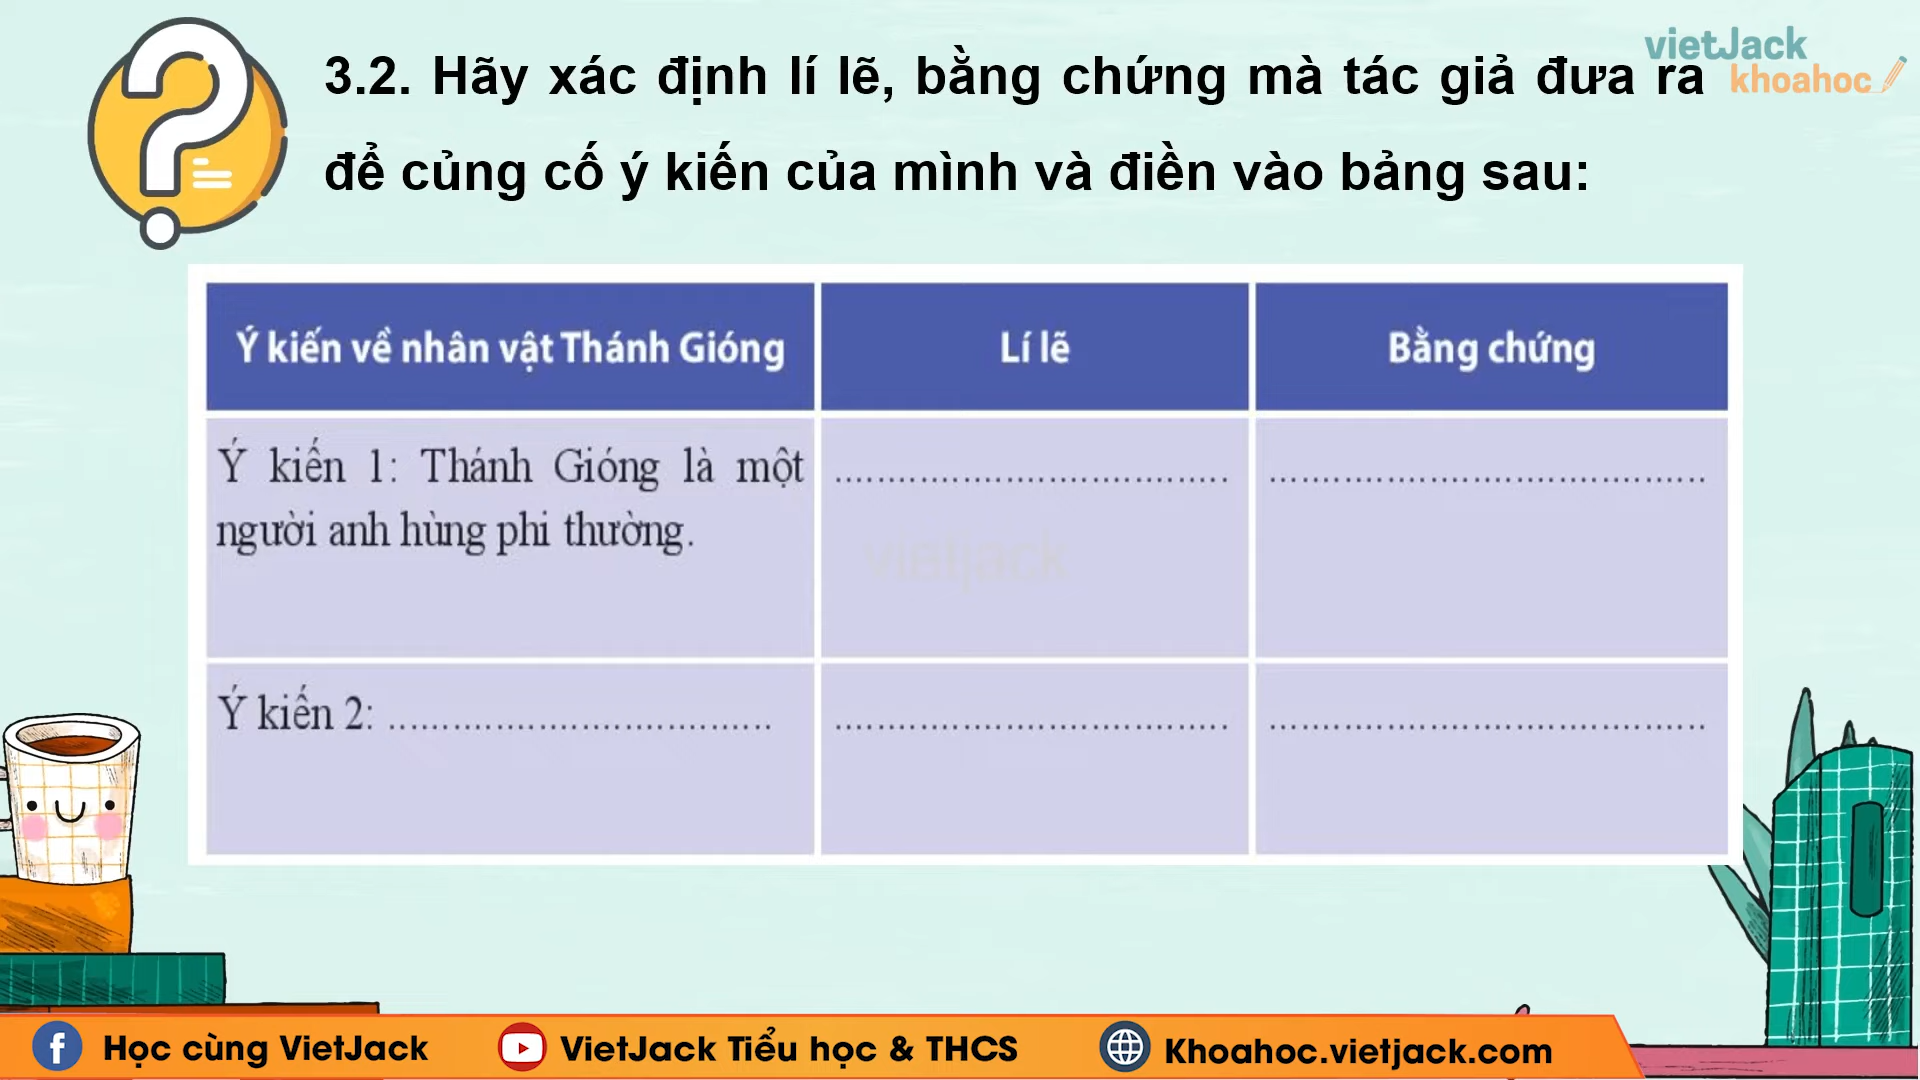 3.2. Hãy xác định lí lẽ, bằng chứng mà tác giả đưa ra
để củng cố ý kiến của mình và điền vào bảng sau:
vietJack
khoahoc
Ý kiến về nhân vật Thánh Gióng
Lí lẽ
Bằng chứng
Ý kiến 1: Thánh Gióng là một
người anh hùng phi thường.
.....................................
.........................................
vietjack
Ý kiến 2: ....................................
.....................................
.........................................
Học cùng VietJack
VietJack Tiểu học & THCS
Khoahoc.vietjack.com